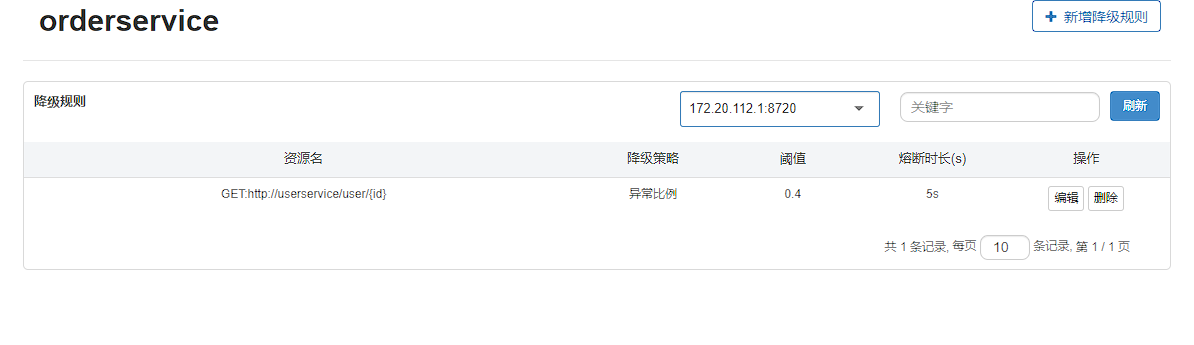 orderservice
新增降级规则
降级规则 172.20.112.1:8720 关键字 刷新
资源名 降级策略 阈值 熔断时长(s) 操作
GET:http://userservice/user/{id} 异常比例 0.4 5s 编辑 删除
共 1 条记录, 每页 10 条记录, 第 1 / 1 页